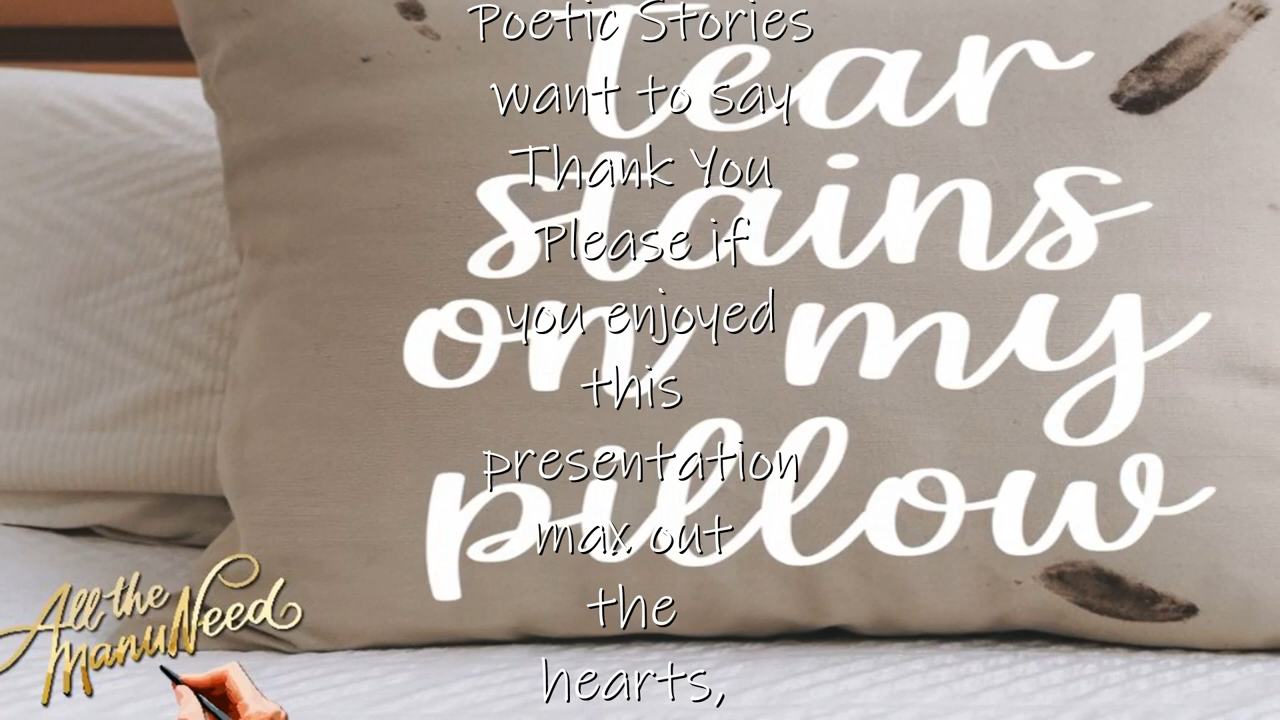 Poetic Stories
want to say
Thank You
Please if
you enjoyed
this
presentation
max out
the
hearts,
tear
stains
on my
pillow
All the
ManuNeed